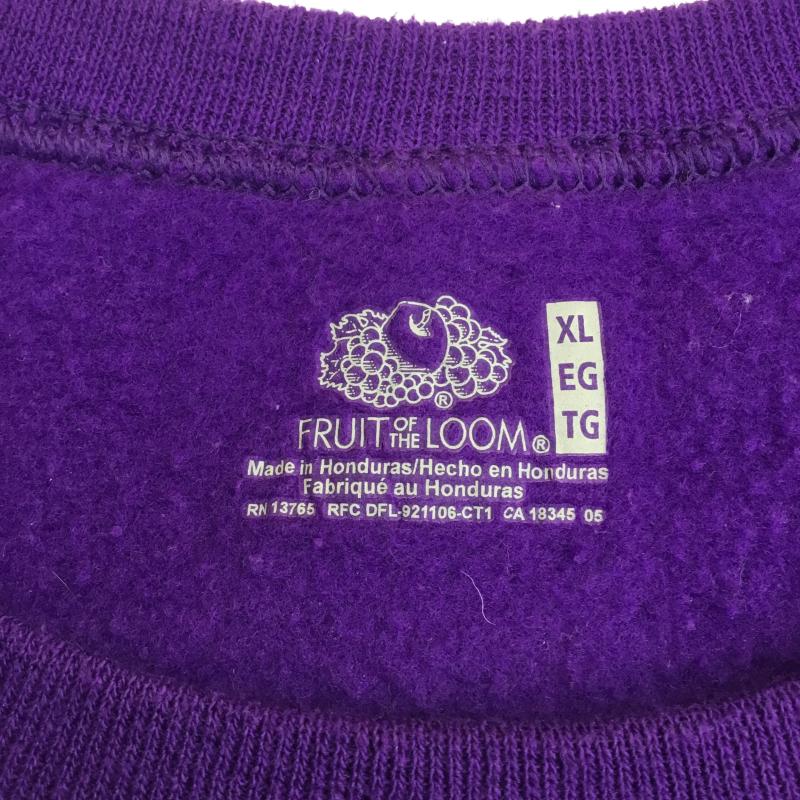 XL
EG
TG
®
FRUIT OF THE LOOM®
Made in Honduras/Hecho en Honduras
Fabriqué au Honduras
RN 13765 RFC DFL-921106-CT1 CA 18345 05